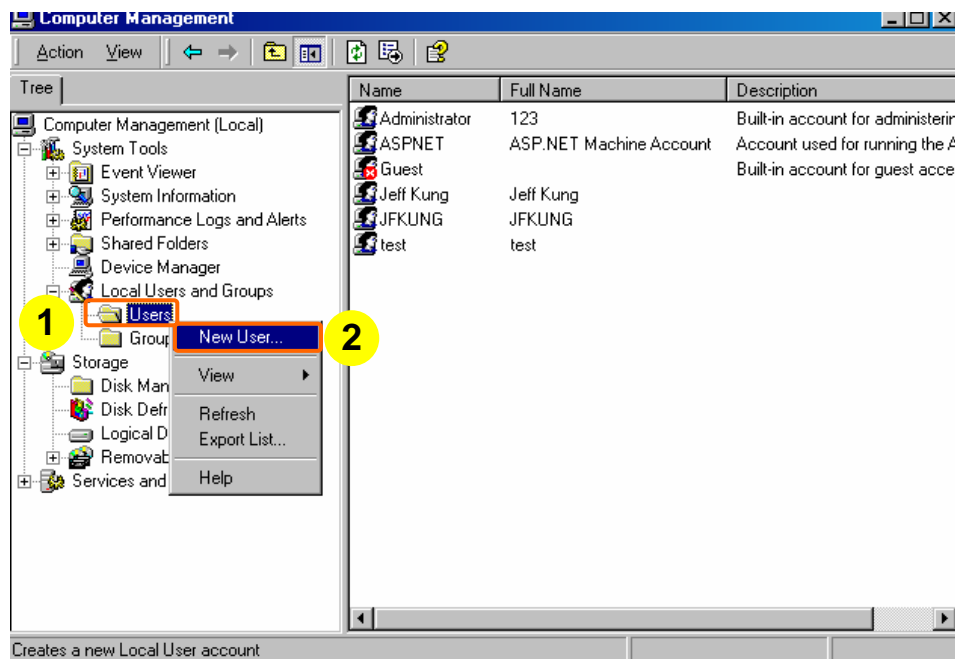 Computer Management
Action View
Tree
Name Full Name Description
Computer Management (Local)
System Tools
Event Viewer
System Information
Performance Logs and Alerts
Shared Folders
Device Manager
Local Users and Groups
Users
Group
Storage
Disk Man
Disk Defr
Logical D
Removab
Services and
1
2
New User...
View
Refresh
Export List...
Help
Administrator 123 Built-in account for administerin
ASPNET ASP.NET Machine Account Account used for running the A
Guest Built-in account for guest acce
Jeff Kung Jeff Kung
JFKUNG JFKUNG
test test
Creates a new Local User account